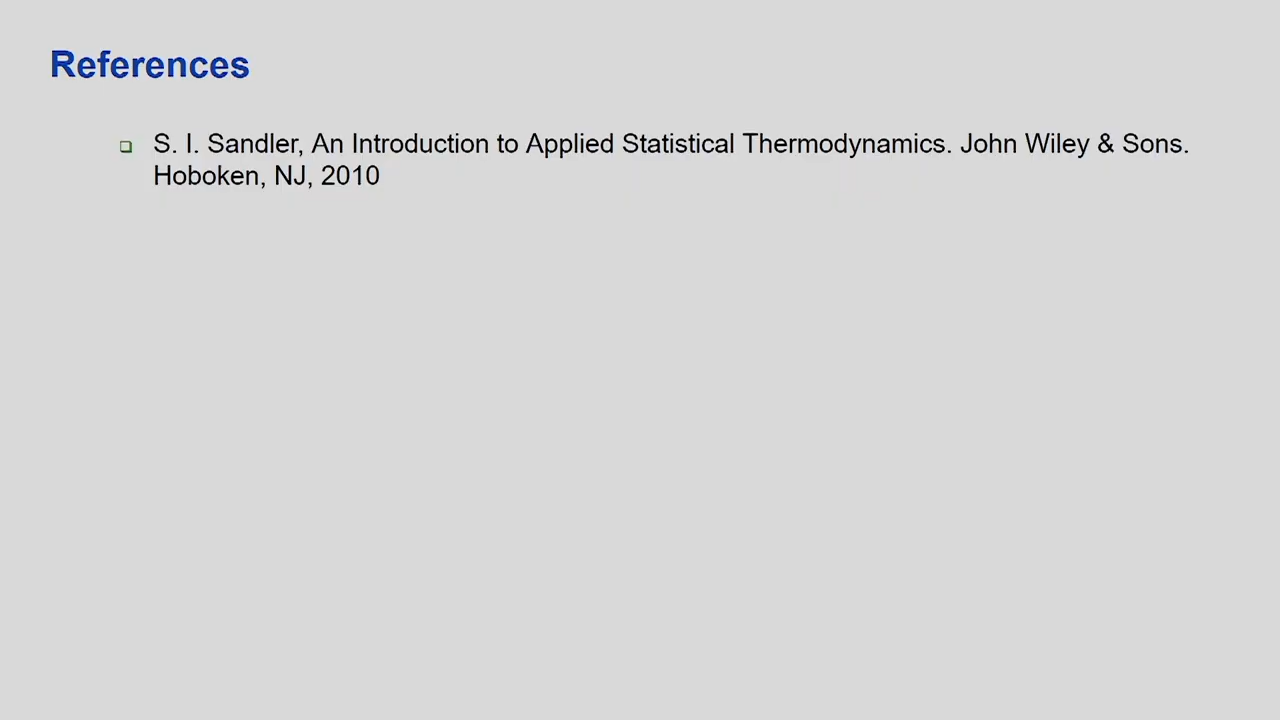 References
S. I. Sandler, An Introduction to Applied Statistical Thermodynamics. John Wiley & Sons.
Hoboken, NJ, 2010